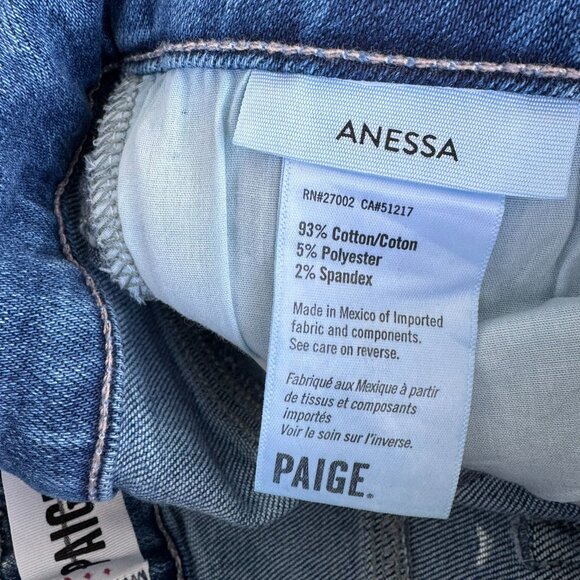 ANESSA
RN#27002 CA#51217
93% Cotton/Coton
5% Polyester
2% Spandex
Made in Mexico of Imported
fabric and components.
See care on reverse.
Fabriqué aux Mexique à partir
de tissus et composants
importés
Voir le soin sur l'inverse.
PAIGE.